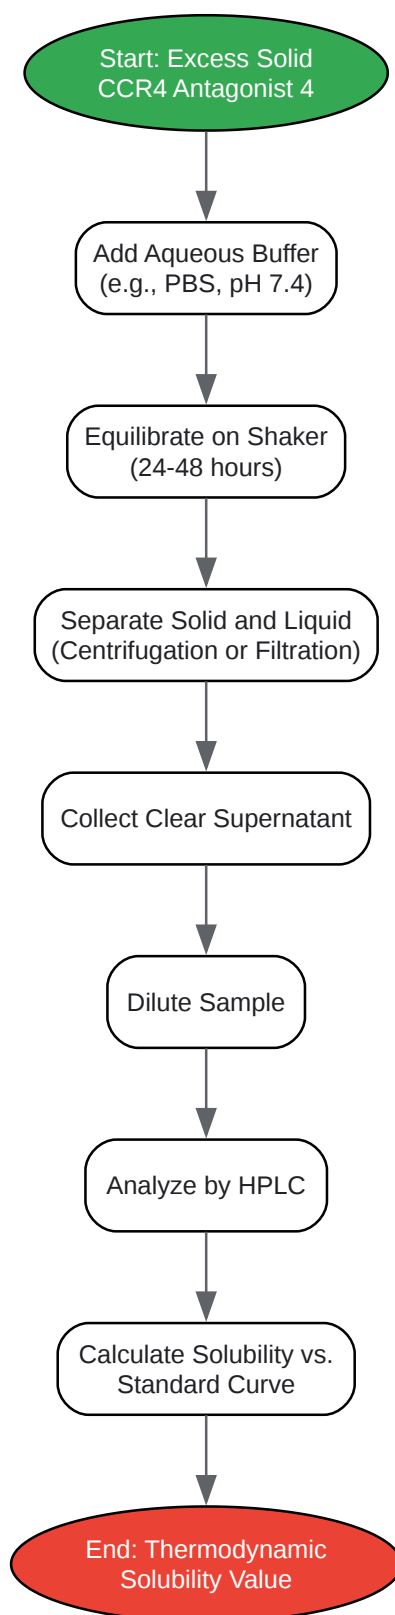 Start: Excess Solid
CCR4 Antagonist 4
Add Aqueous Buffer
(e.g., PBS, pH 7.4)
Equilibrate on Shaker
(24-48 hours)
Separate Solid and Liquid
(Centrifugation or Filtration)
Collect Clear Supernatant
Dilute Sample
Analyze by HPLC
Calculate Solubility vs.
Standard Curve
End: Thermodynamic
Solubility Value